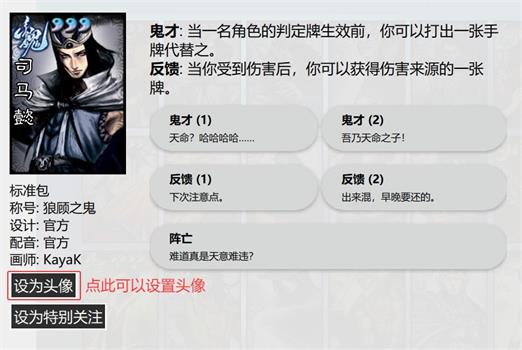 魏
司马懿
鬼才: 当一名角色的判定牌生效前，你可以打出一张手
牌代替之。
反馈: 当你受到伤害后，你可以获得伤害来源的一张
牌。
鬼才 (1)
天命？哈哈哈哈……
鬼才 (2)
吾乃天命之子！
反馈 (1)
下次注意点。
反馈 (2)
出来混，早晚要还的。
阵亡
难道真是天意难违？
标准包
称号: 狼顾之鬼
设计: 官方
配音: 官方
画师: KayaK
设为头像
点此可以设置头像
设为特别关注